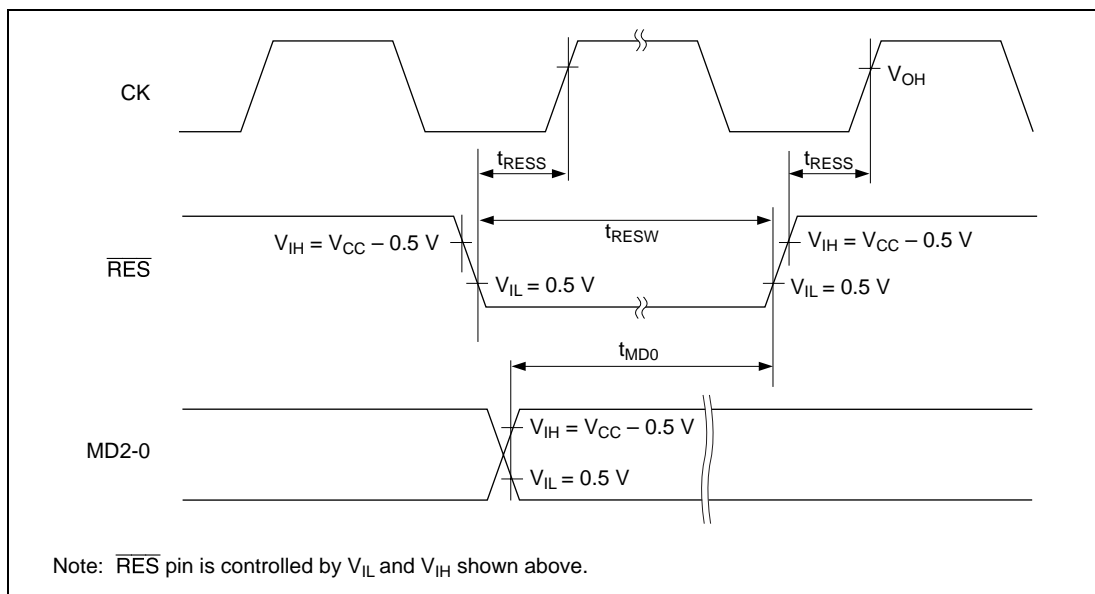 CK
V_OH
t_RESS
t_RESS
t_RESW
V_IH = V_CC – 0.5 V
V_IH = V_CC – 0.5 V
R̅E̅S̅
V_IL = 0.5 V
V_IL = 0.5 V
t_MD0
V_IH = V_CC – 0.5 V
MD2-0
V_IL = 0.5 V
Note: R̅E̅S̅ pin is controlled by V_IL and V_IH shown above.